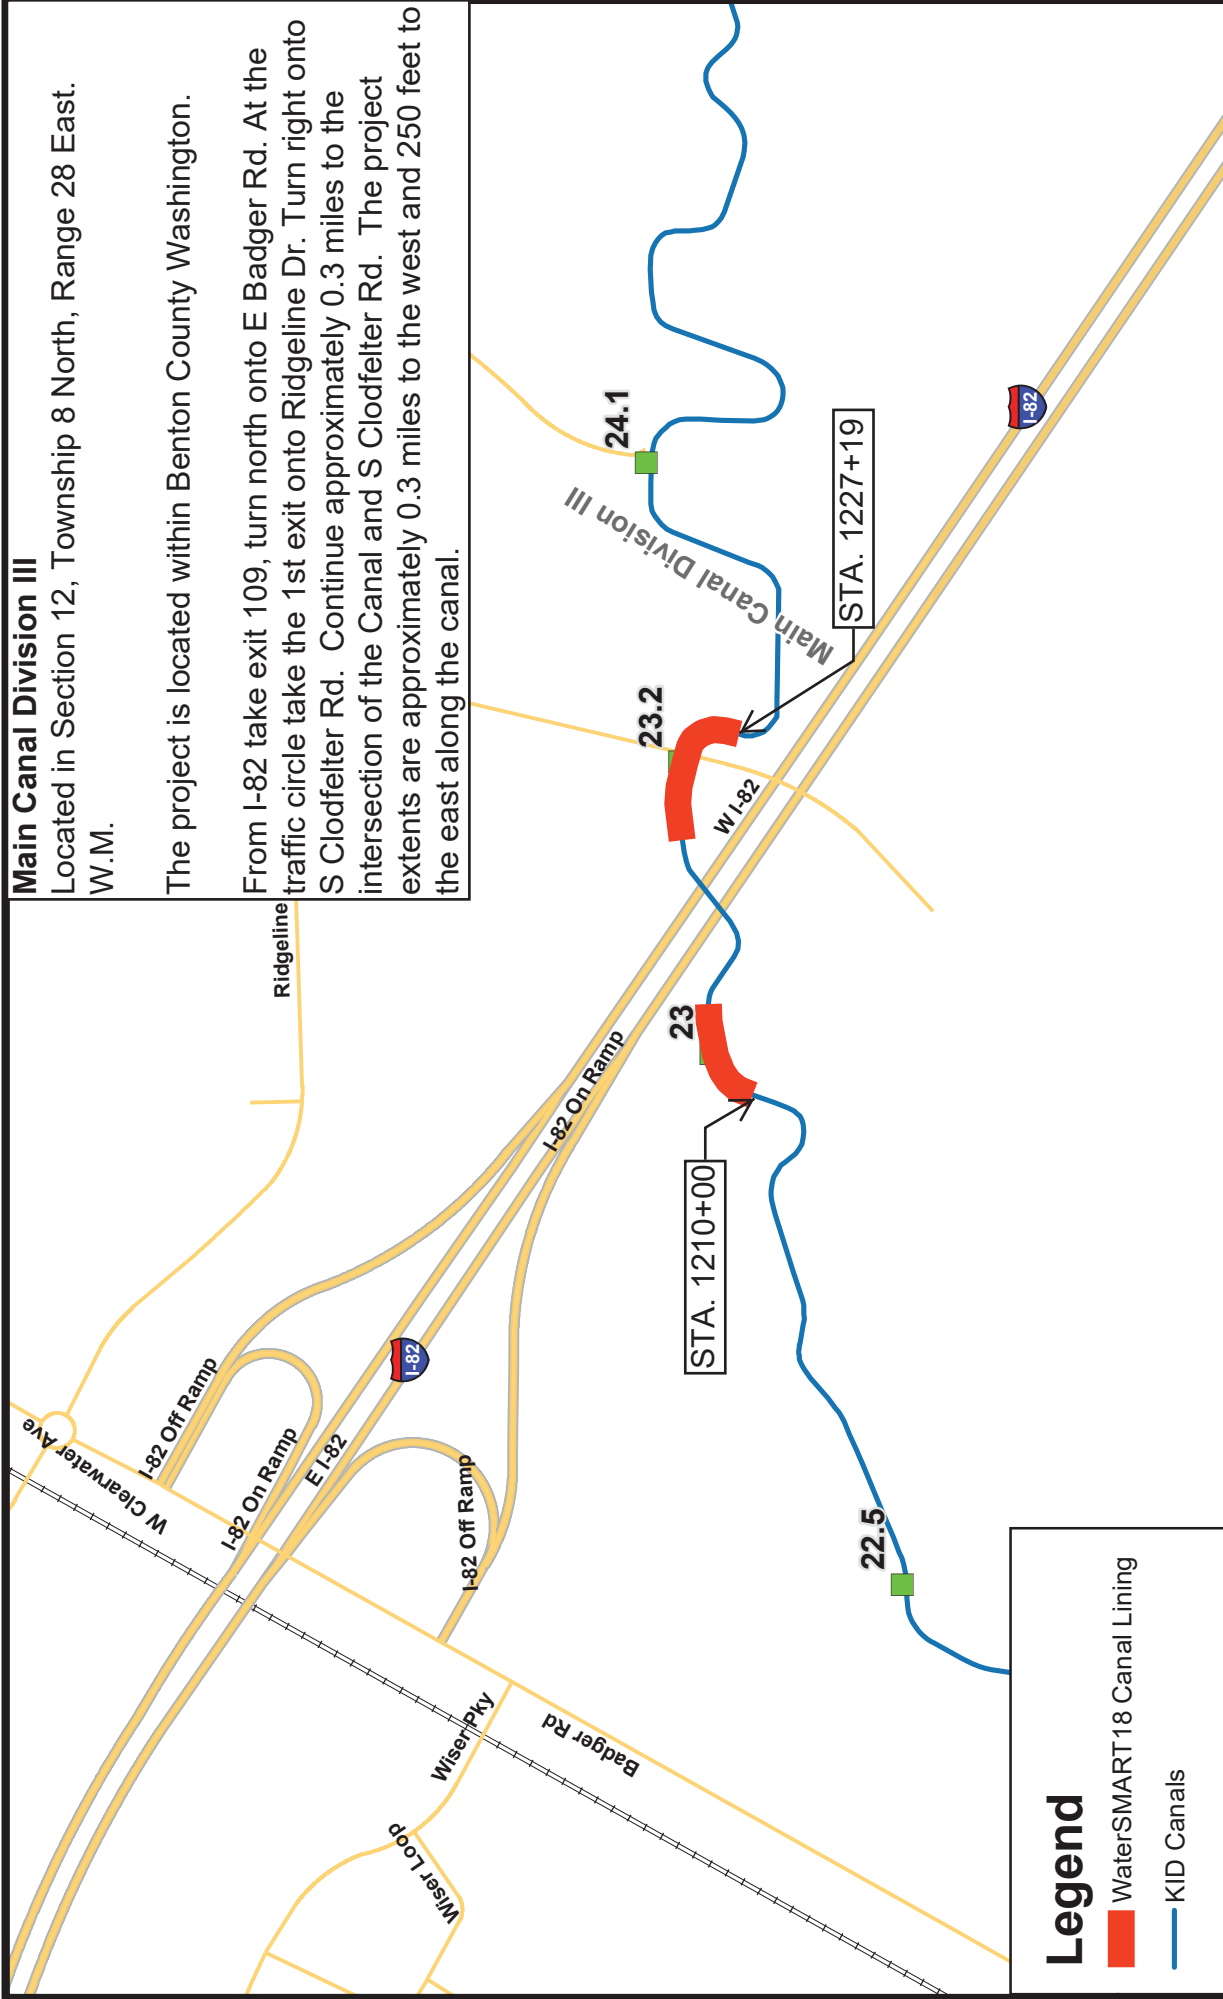 Main Canal Division III
Located in Section 12, Township 8 North, Range 28 East.
W.M.
The project is located within Benton County Washington.
From I-82 take exit 109, turn north onto E Badger Rd. At the
traffic circle take the 1st exit onto Ridgeline Dr. Turn right onto
S Clodfelter Rd. Continue approximately 0.3 miles to the
intersection of the Canal and S Clodfelter Rd. The project
extents are approximately 0.3 miles to the west and 250 feet to
the east along the canal.
Ridgeline
W Clearwater Ave
I-82 Off Ramp
I-82 On Ramp
E I-82
I-82
I-82 Off Ramp
I-82 On Ramp
W I-82
I-82
Wiser Pky
Wiser Loop
Badger Rd
24.1
Main Canal Division III
23.2
STA. 1227+19
23
STA. 1210+00
22.5
Legend
WaterSMART18 Canal Lining
KID Canals